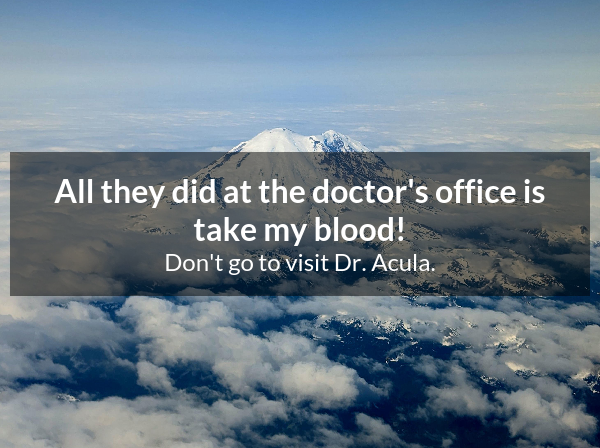 All they did at the doctor's office is
take my blood!
Don't go to visit Dr. Acula.